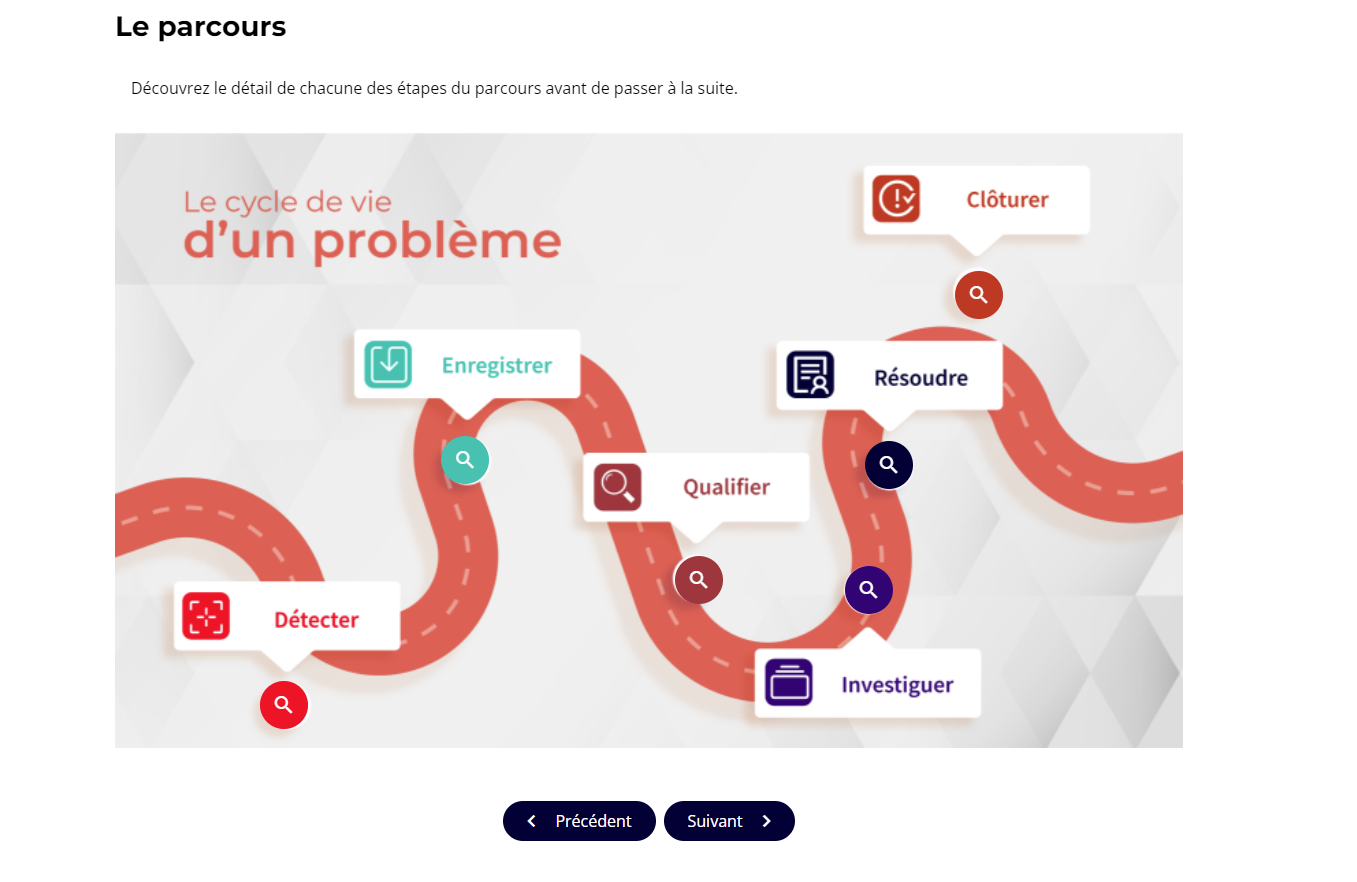 Le parcours
Découvrez le détail de chacune des étapes du parcours avant de passer à la suite.
Le cycle de vie
d’un problème
Détecter
Enregistrer
Qualifier
Investiguer
Résoudre
Clôturer
Précédent
Suivant